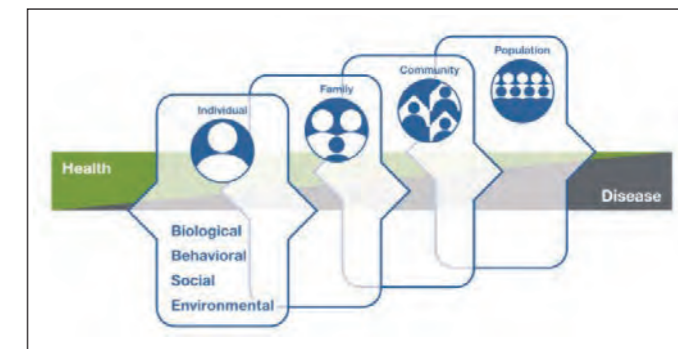 Population
Community
Family
Individual
Health
Disease
Biological
Behavioral
Social
Environmental